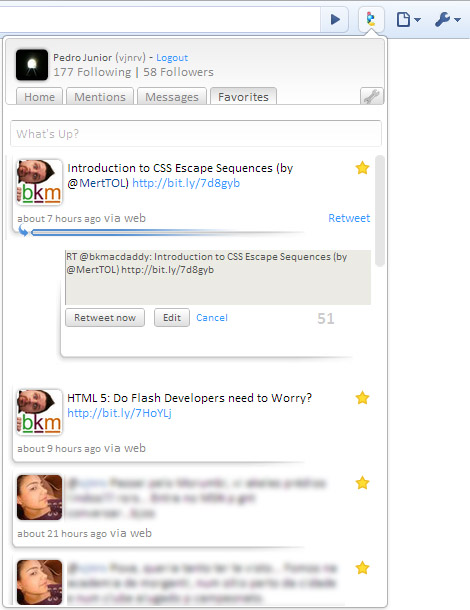 Pedro Junior (vjnrv) - Logout
177 Following | 58 Followers
Home Mentions Messages Favorites
What's Up?
bkm
Introduction to CSS Escape Sequences (by
@MertTOL) http://bit.ly/7d8gyb
about 7 hours ago via web Retweet
RT @bkmacdaddy: Introduction to CSS Escape Sequences (by
@MertTOL) http://bit.ly/7d8gyb
Retweet now Edit Cancel 51
bkm
HTML 5: Do Flash Developers need to Worry?
http://bit.ly/7HoYLj
about 9 hours ago via web
about 21 hours ago via web